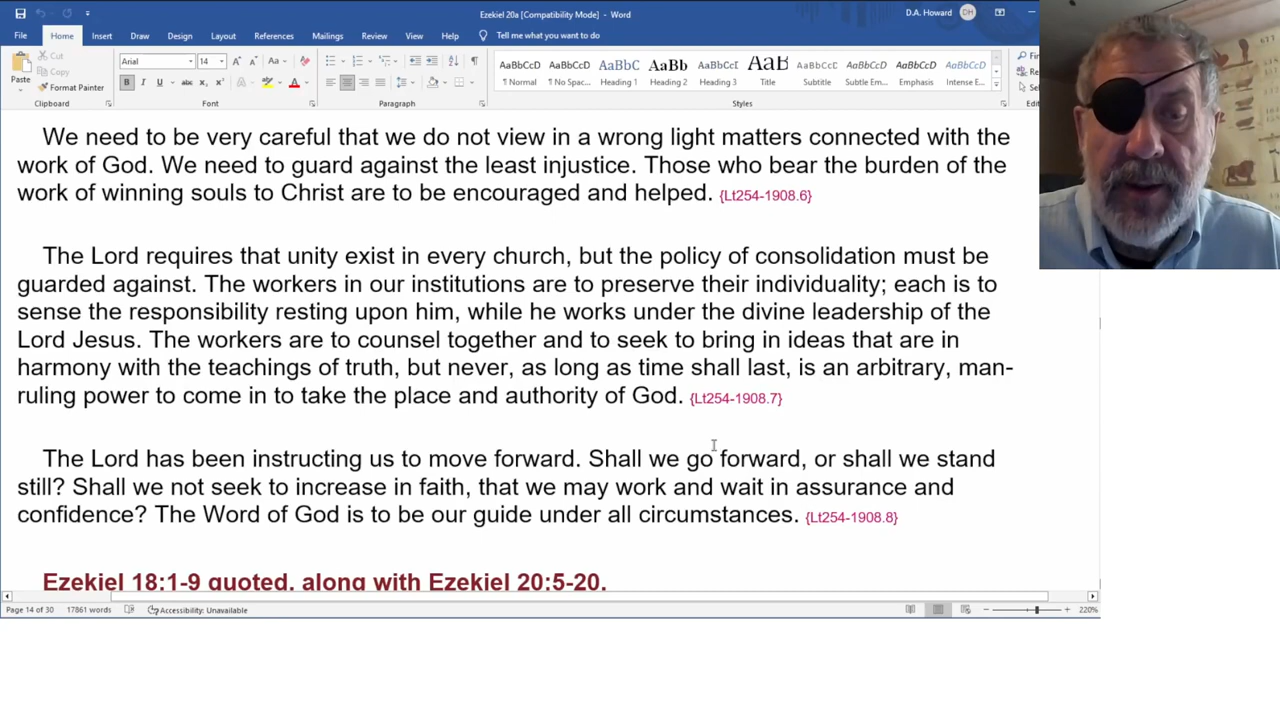 Ezekiel 20a [Compatibility Mode] - Word
D.A. Howard
DH
File Home Insert Draw Design Layout References Mailings Review View Help Tell me what you want to do
Paste
Cut
Copy
Format Painter
Clipboard
Arial 14
B I U
Font
Paragraph
AaBbCcD AaBbCcD AaBbC AaBb AaBbCcD AaB AaBbCcD AaBbCcD AaBbCcD AaBbCcD
¶ Normal ¶ No Spac... Heading 1 Heading 2 Heading 3 Title Subtitle Subtle Em... Emphasis Intense E...
Styles
We need to be very careful that we do not view in a wrong light matters connected with the
work of God. We need to guard against the least injustice. Those who bear the burden of the
work of winning souls to Christ are to be encouraged and helped. {Lt254-1908.6}
The Lord requires that unity exist in every church, but the policy of consolidation must be
guarded against. The workers in our institutions are to preserve their individuality; each is to
sense the responsibility resting upon him, while he works under the divine leadership of the
Lord Jesus. The workers are to counsel together and to seek to bring in ideas that are in
harmony with the teachings of truth, but never, as long as time shall last, is an arbitrary, man-
ruling power to come in to take the place and authority of God. {Lt254-1908.7}
The Lord has been instructing us to move forward. Shall we go forward, or shall we stand
still? Shall we not seek to increase in faith, that we may work and wait in assurance and
confidence? The Word of God is to be our guide under all circumstances. {Lt254-1908.8}
Ezekiel 18:1-9 quoted, along with Ezekiel 20:5-20.
Page 14 of 30 17861 words Accessibility: Unavailable 220%